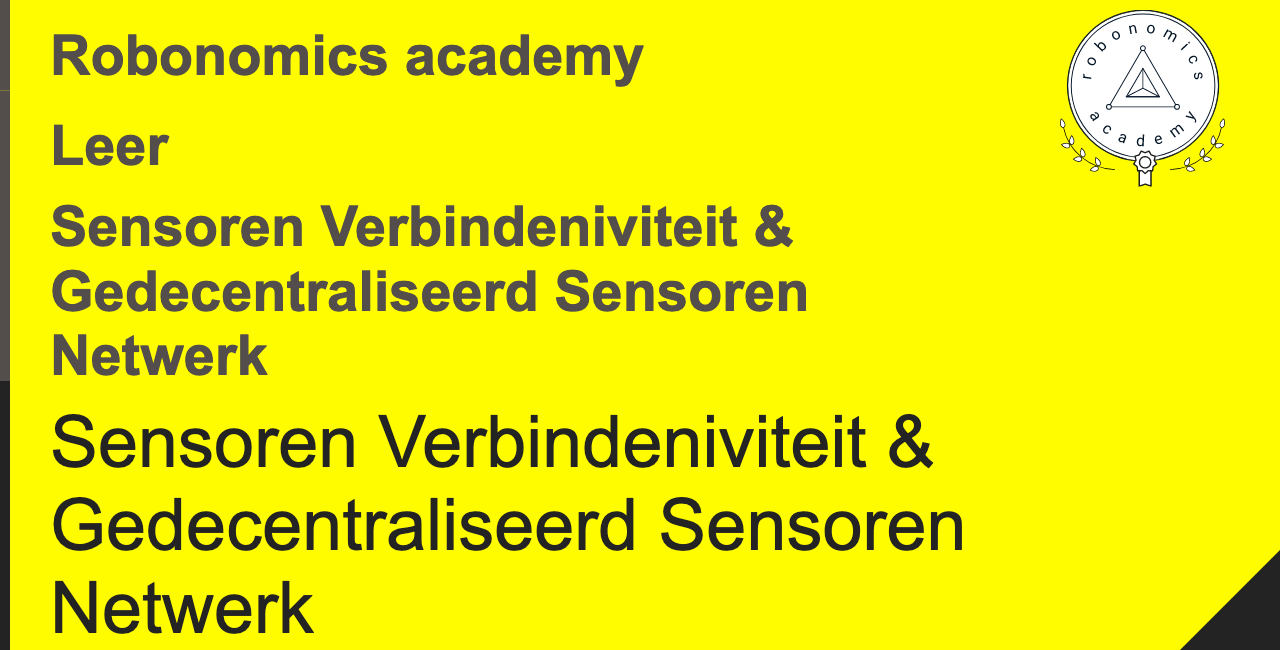 Robonomics academy
robonomics
academy
Leer
Sensoren Verbindeniviteit &
Gedecentraliseerd Sensoren
Netwerk
Sensoren Verbindeniviteit &
Gedecentraliseerd Sensoren
Netwerk